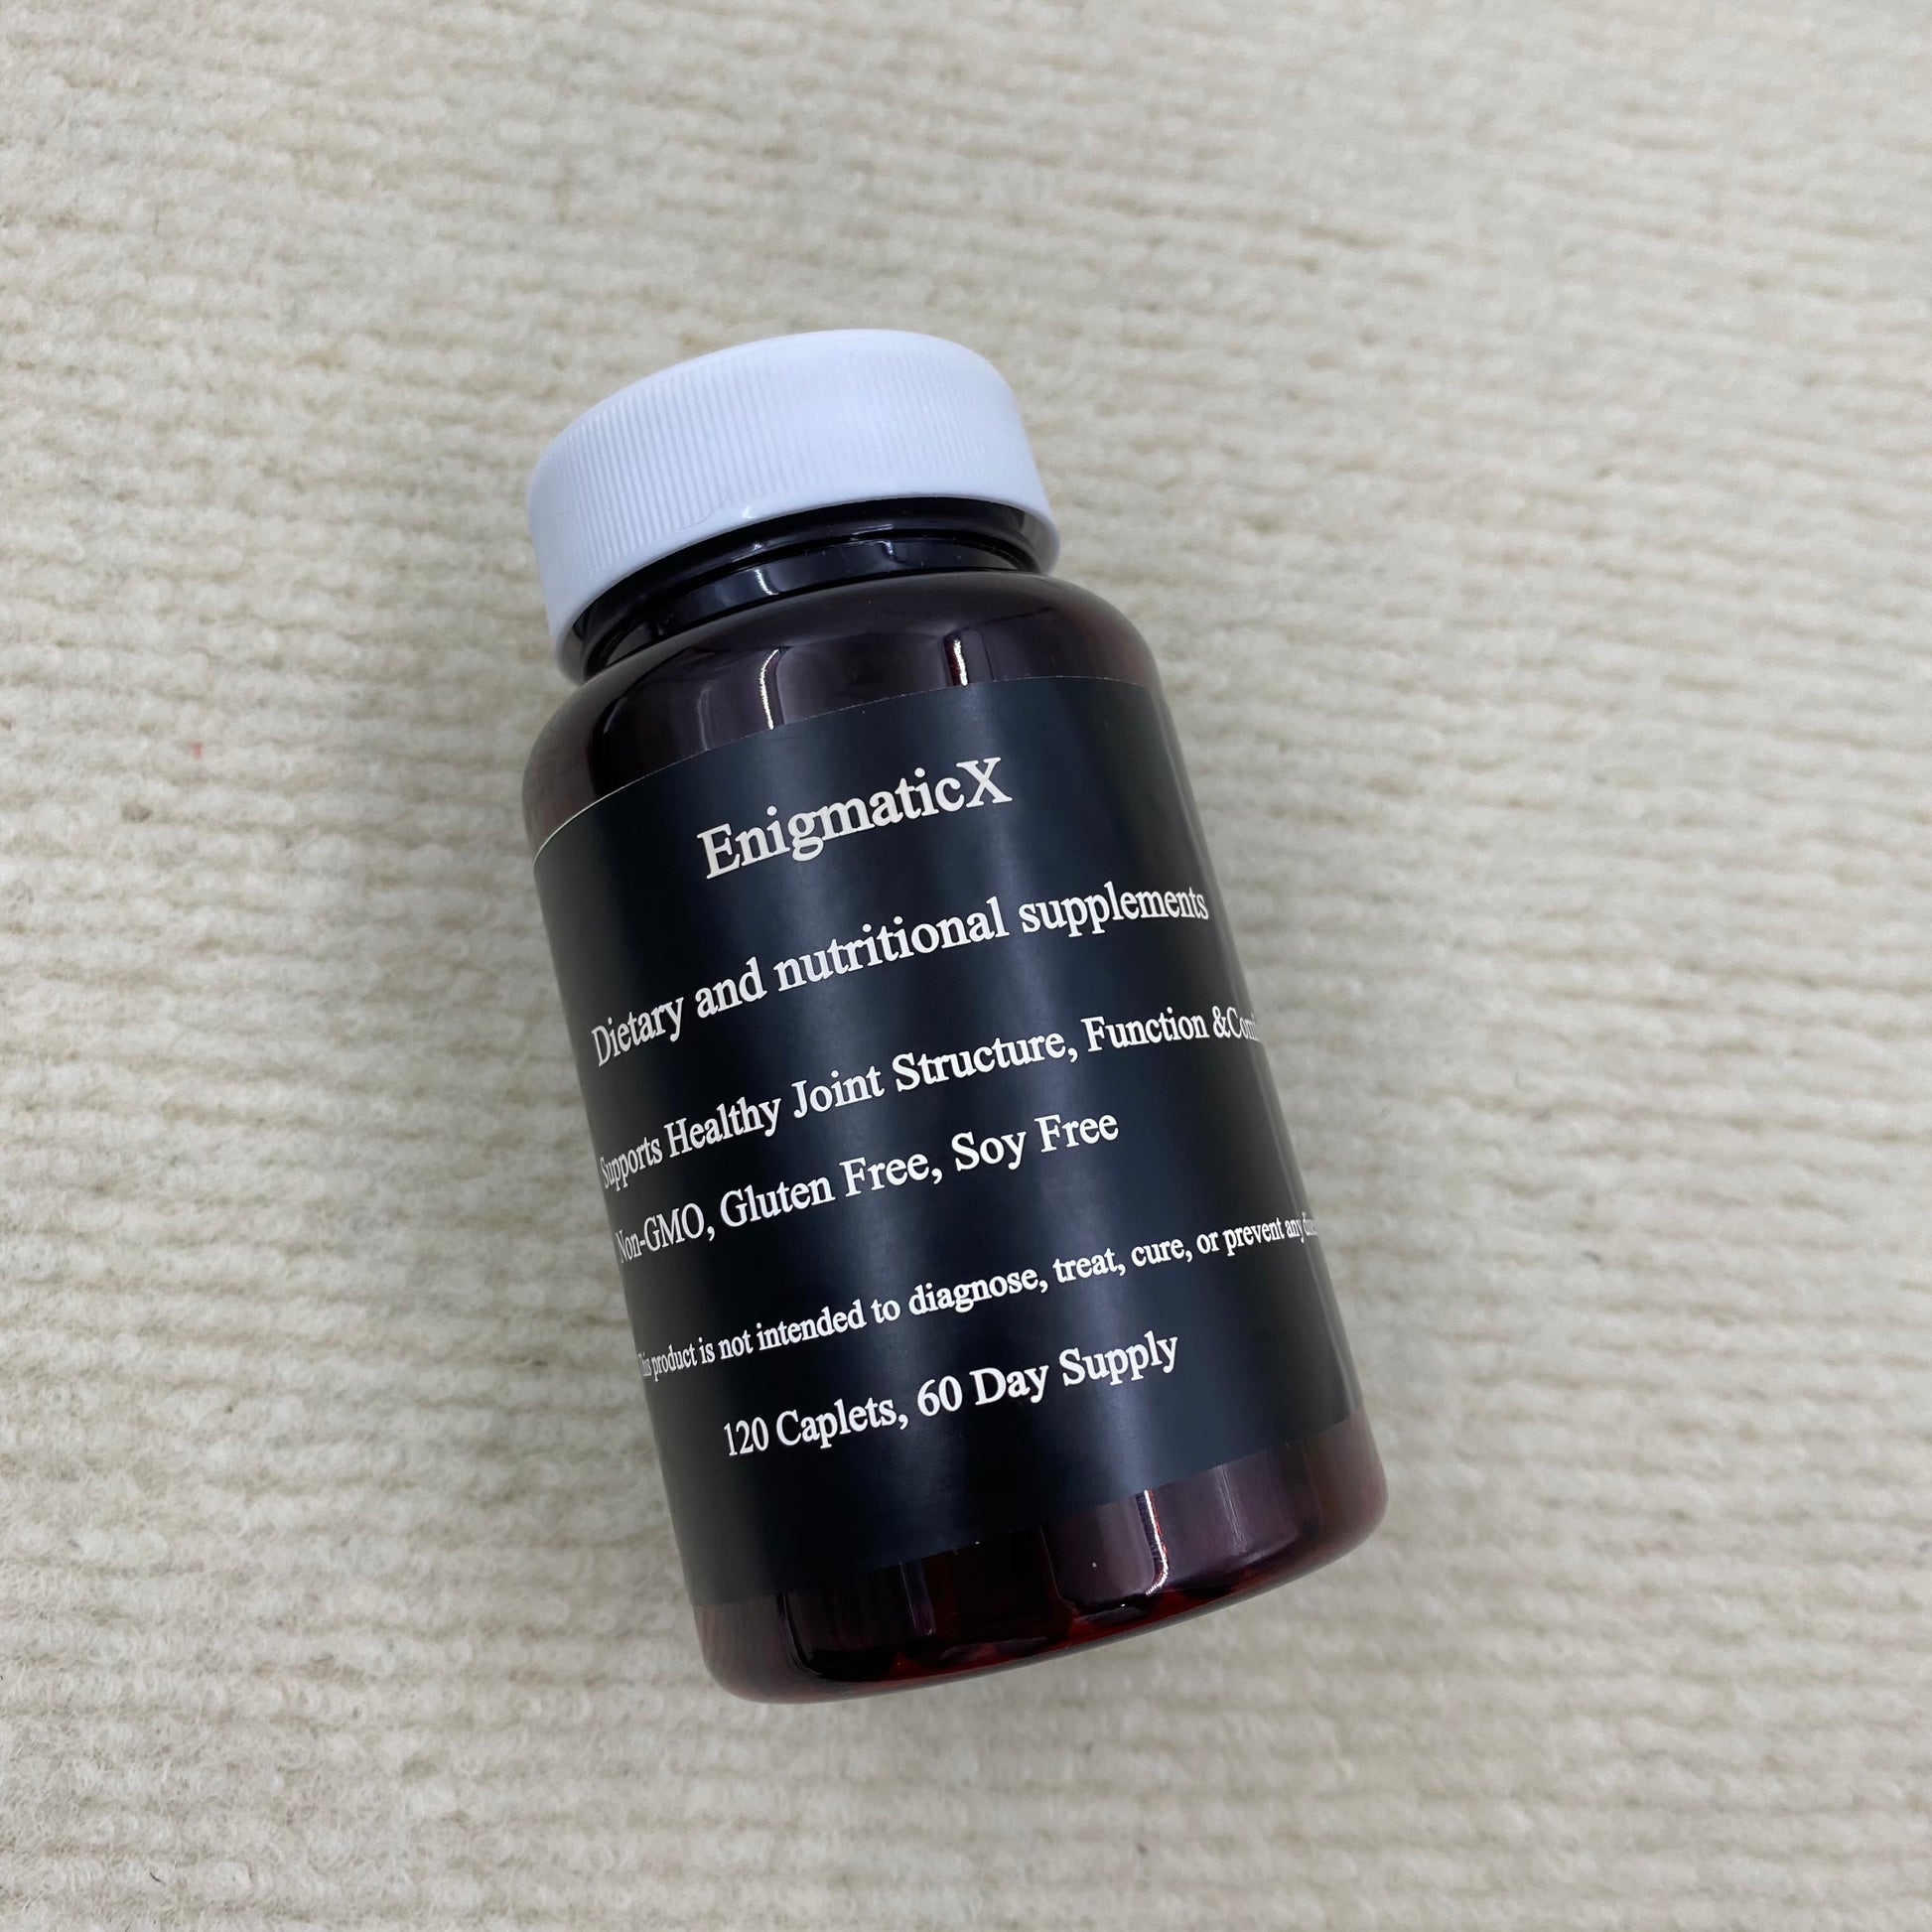 EnigmaticX
Dietary and nutritional supplements
Supports Healthy Joint Structure, Function &
Non-GMO, Gluten Free, Soy Free
This product is not intended to diagnose, treat, cure, or prevent any
120 Caplets, 60 Day Supply